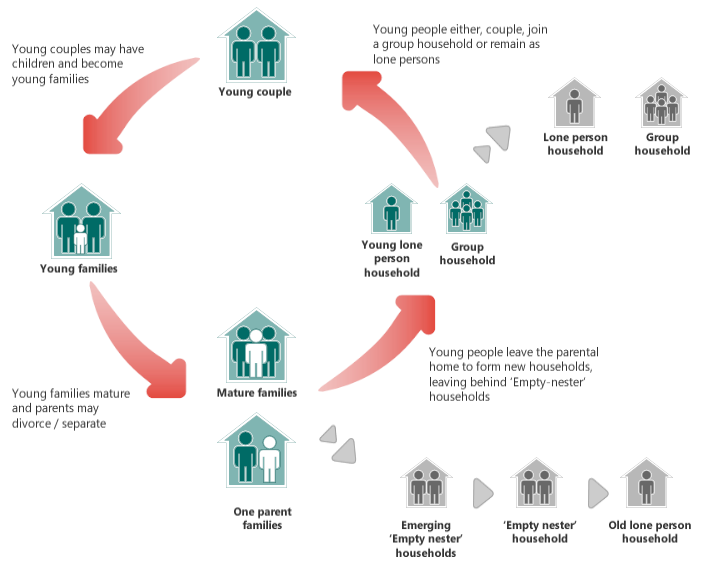 Young couples may have
children and become
young families
Young couple
Young people either, couple, join
a group household or remain as
lone persons
Lone person
household
Group
household
Young families
Young lone
person
household
Group
household
Young families mature
and parents may
divorce / separate
Mature families
Young people leave the parental
home to form new households,
leaving behind ‘Empty-nester’
households
One parent
families
Emerging
‘Empty nester’
households
‘Empty nester’
household
Old lone person
household